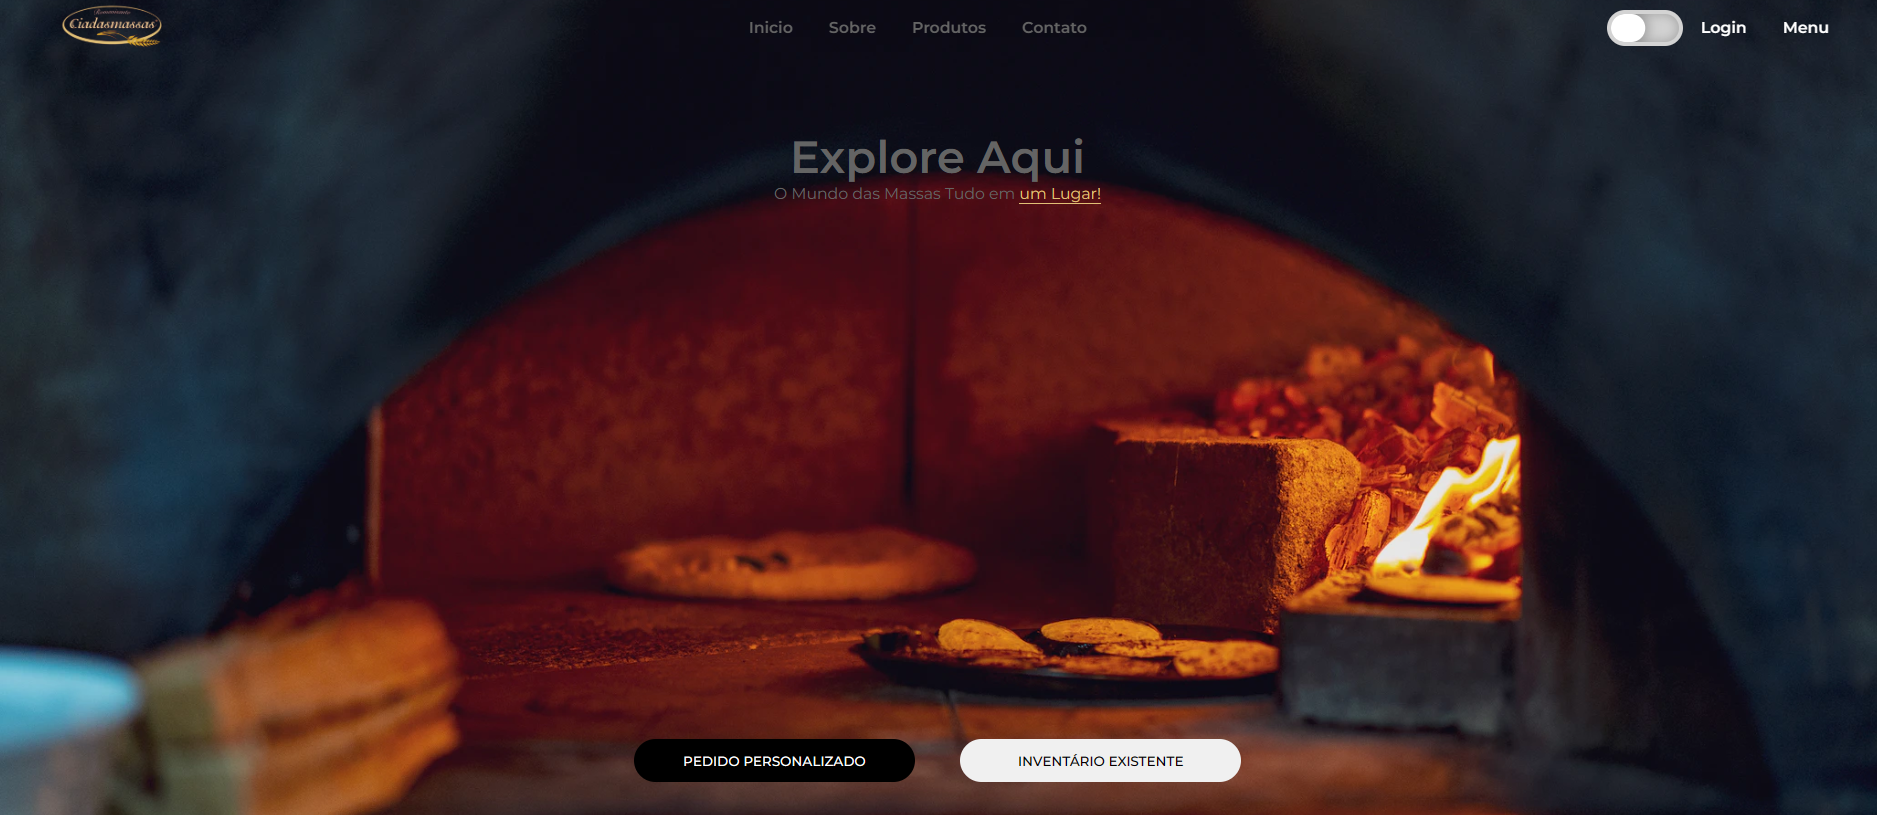 Ciadasmassas
Inicio Sobre Produtos Contato
Login Menu
Explore Aqui
O Mundo das Massas Tudo em um Lugar!
PEDIDO PERSONALIZADO
INVENTÁRIO EXISTENTE